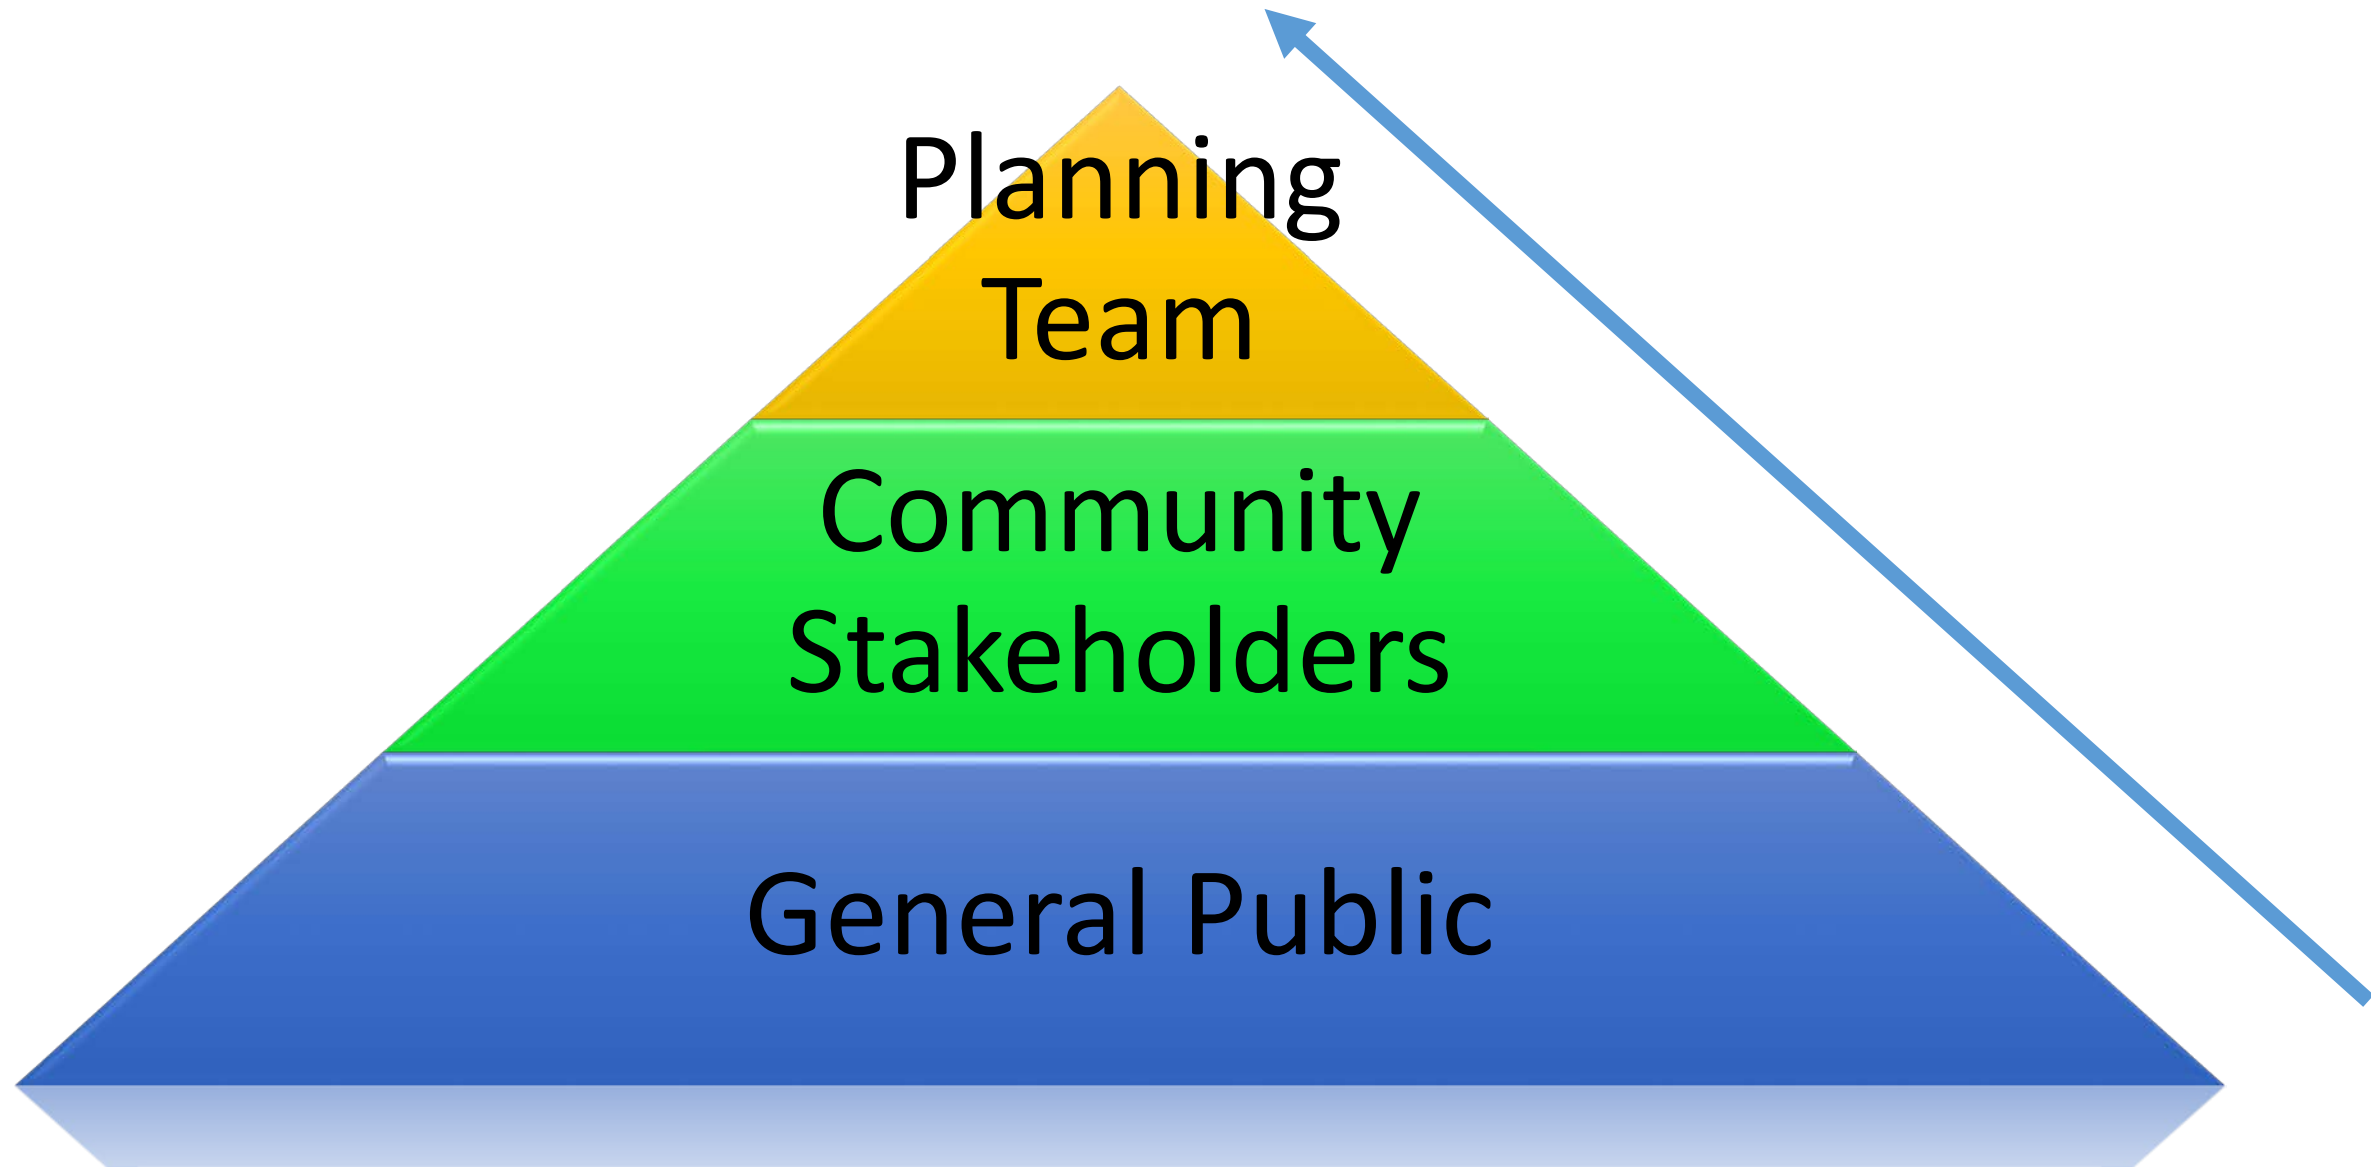 Planning
Team
Community
Stakeholders
General Public